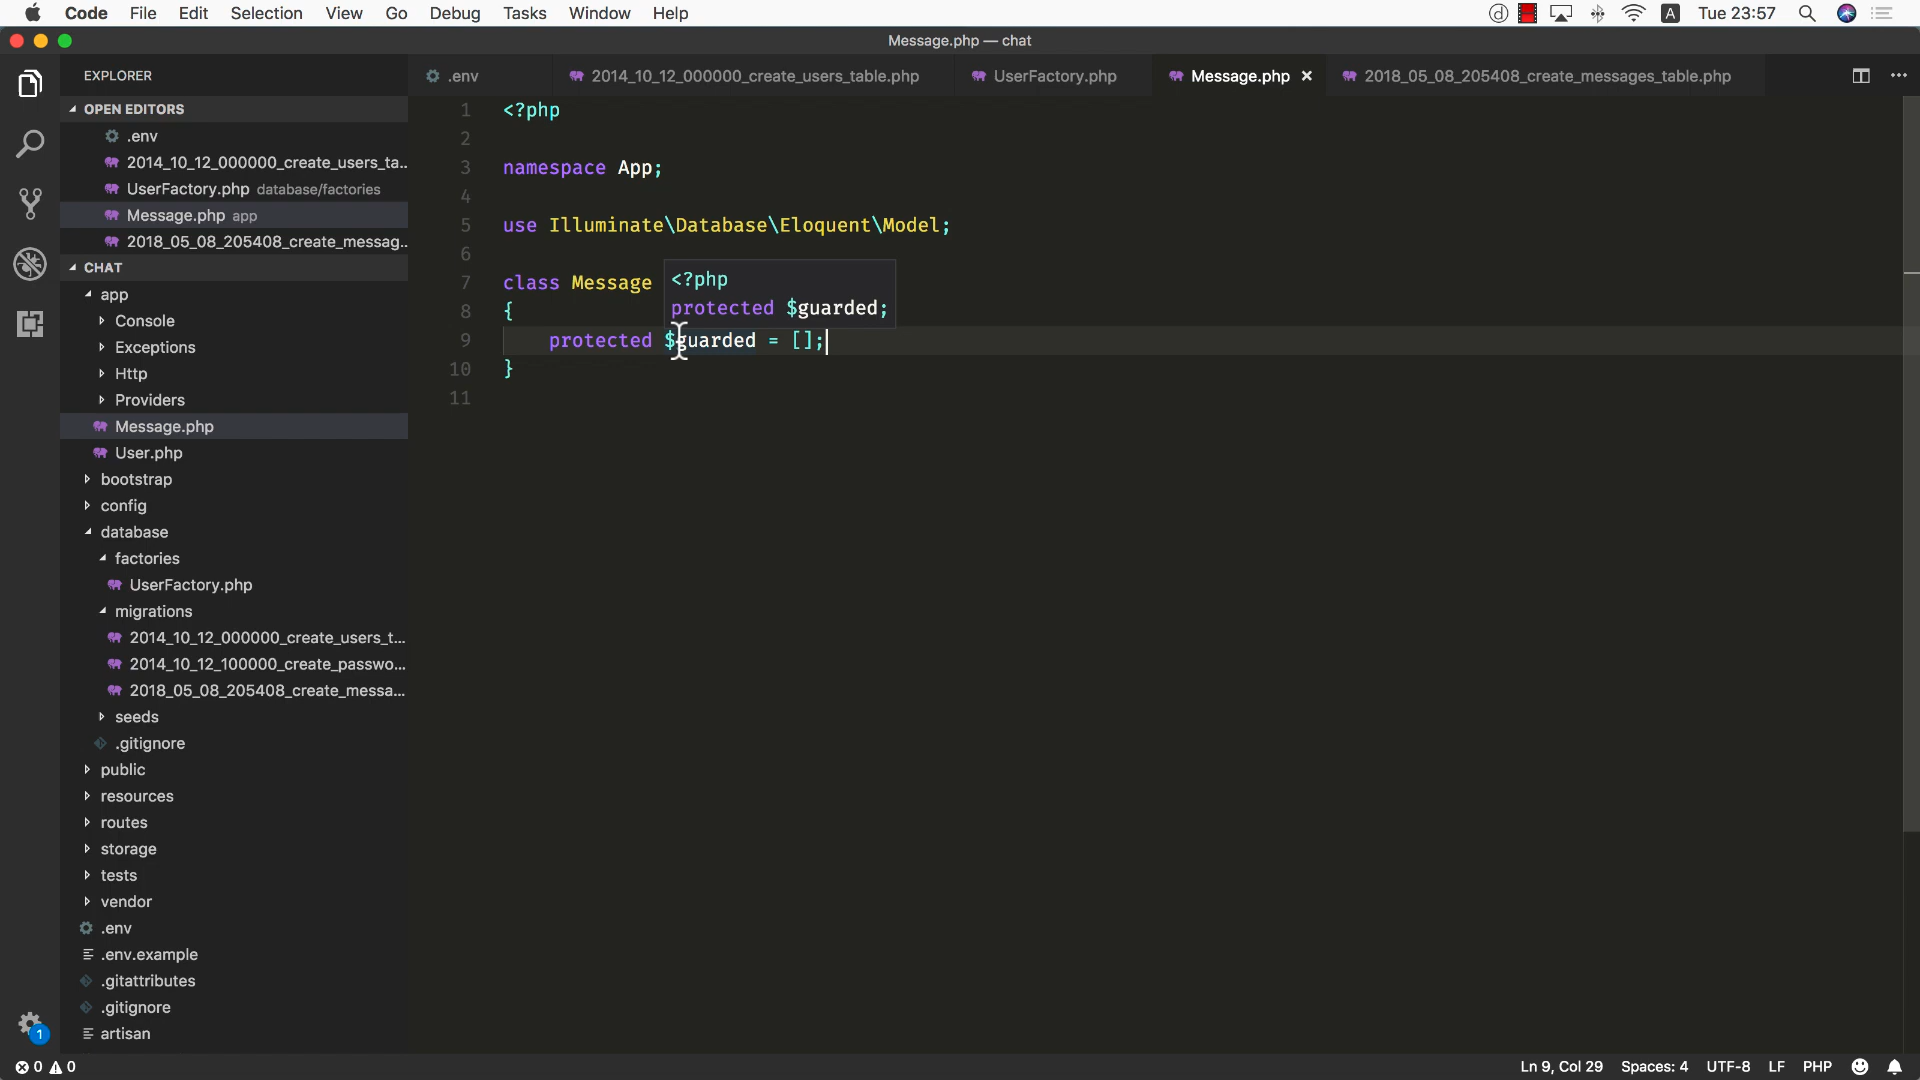 Code File Edit Selection View Go Debug Tasks Window Help
A Tue 23:57
Message.php — chat
EXPLORER
.env
2014_10_12_000000_create_users_table.php
UserFactory.php
Message.php
2018_05_08_205408_create_messages_table.php
OPEN EDITORS
.env
2014_10_12_000000_create_users_ta...
UserFactory.php database/factories
Message.php app
2018_05_08_205408_create_messag...
CHAT
app
Console
Exceptions
Http
Providers
Message.php
User.php
bootstrap
config
database
factories
UserFactory.php
migrations
2014_10_12_000000_create_users_t...
2014_10_12_100000_create_passwo...
2018_05_08_205408_create_messa...
seeds
.gitignore
public
resources
routes
storage
tests
vendor
.env
.env.example
.gitattributes
.gitignore
artisan
1
1 <?php
2
3 namespace App;
4
5 use Illuminate\Database\Eloquent\Model;
6
7 class Message
8 {
9 protected $guarded = [];
10 }
11
<?php
protected $guarded;
0 0
Ln 9, Col 29 Spaces: 4 UTF-8 LF PHP